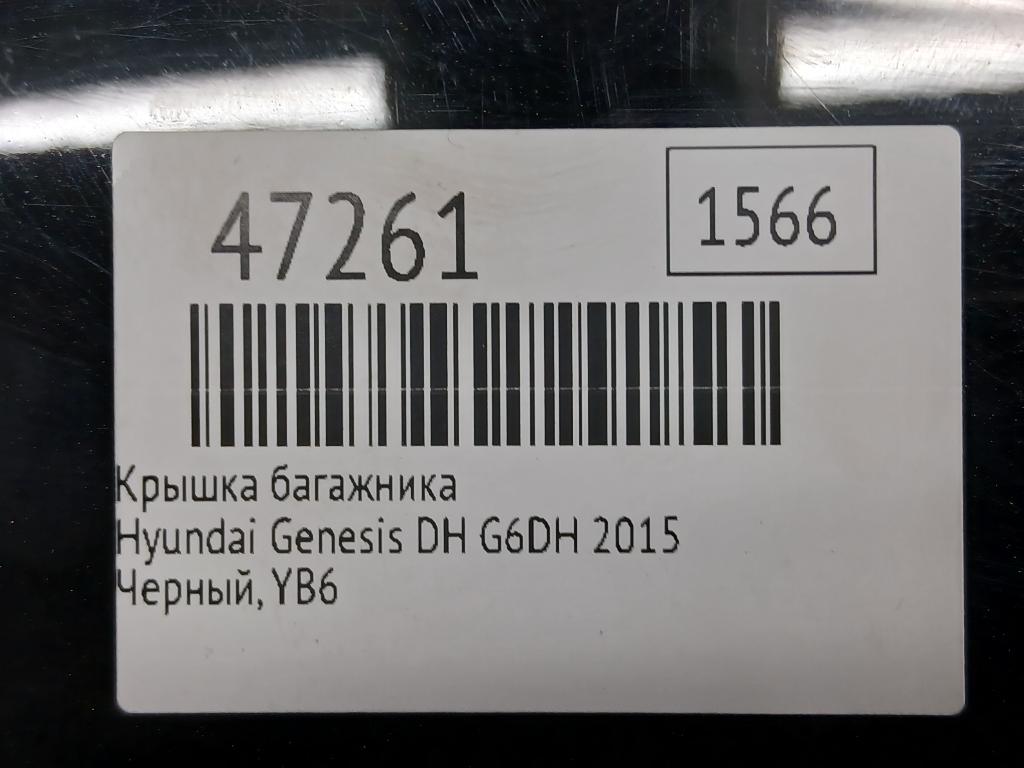 47261
1566
Крышка багажника
Hyundai Genesis DH G6DH 2015
Черный, YB6